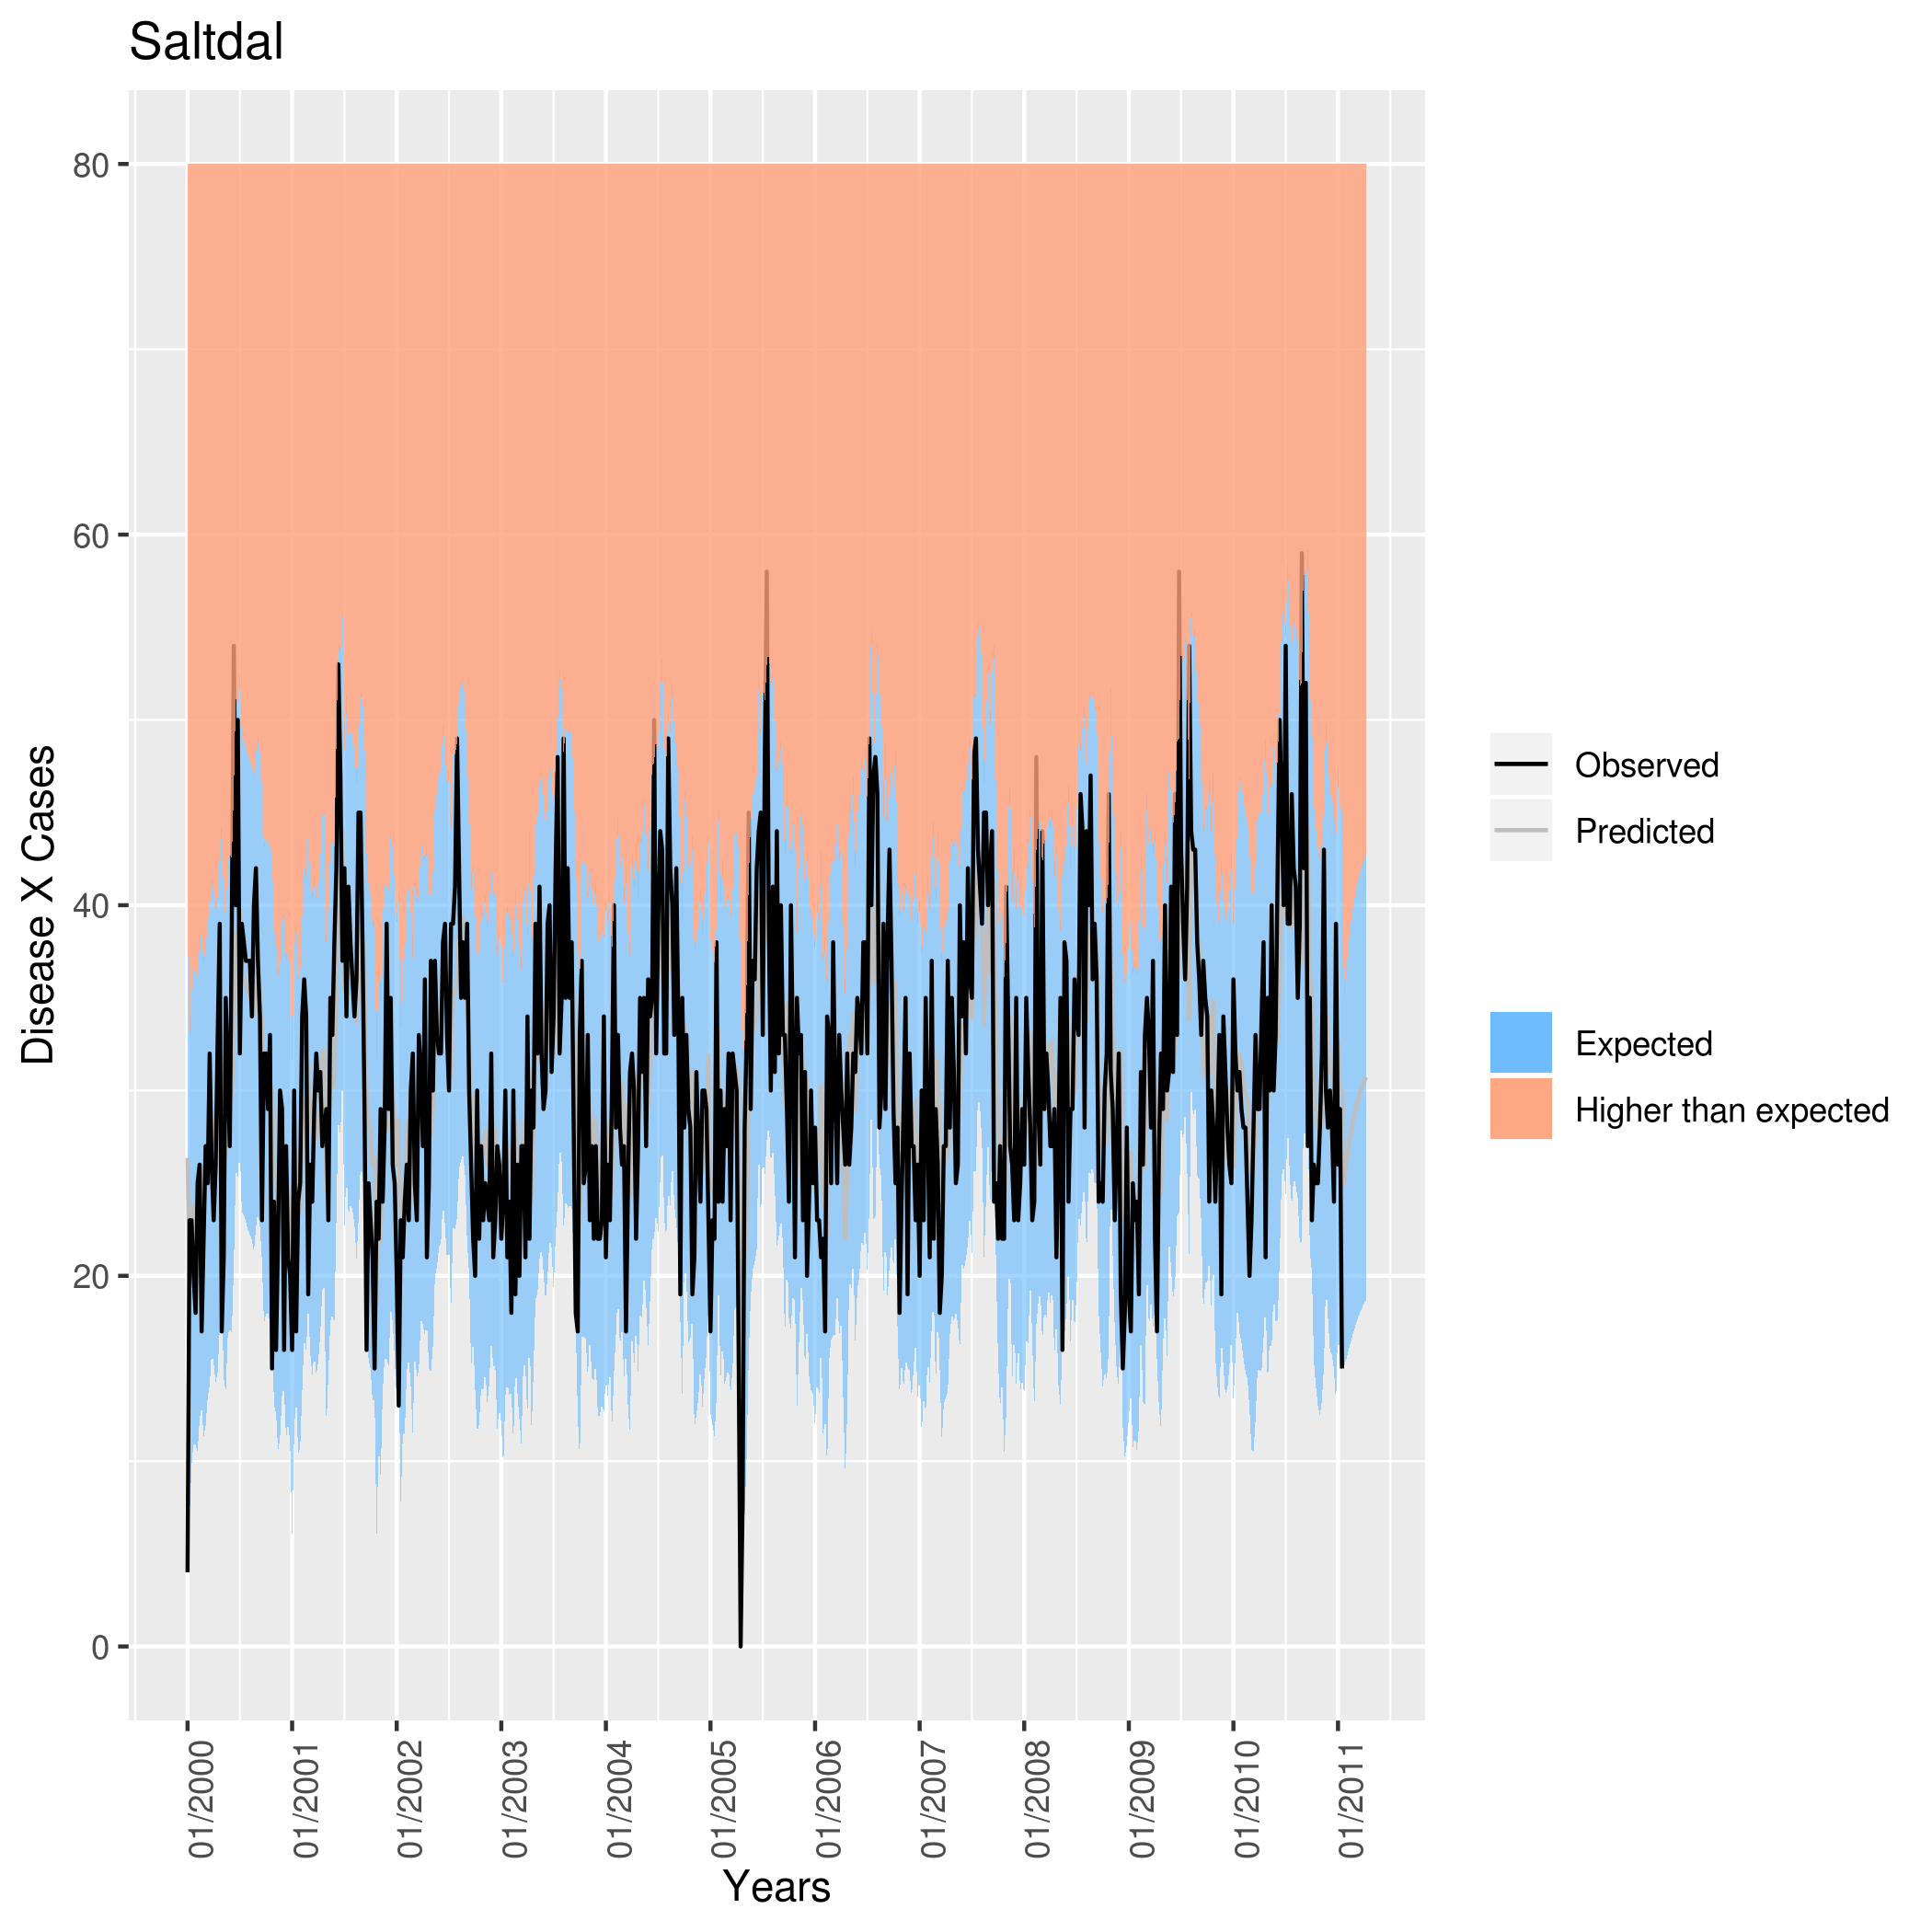 Saltdal
Disease X Cases
80
60
40
20
0
01/2000
01/2001
01/2002
01/2003
01/2004
01/2005
01/2006
01/2007
01/2008
01/2009
01/2010
01/2011
Years
Observed
Predicted
Expected
Higher than expected